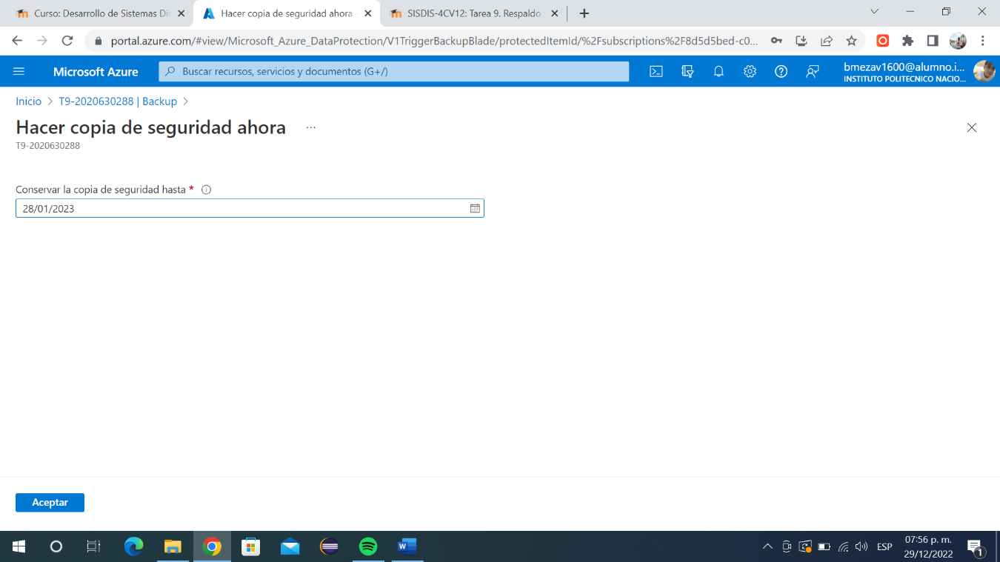 Curso: Desarrollo de Sistemas Dis
Hacer copia de seguridad ahora
SISDIS-4CV12: Tarea 9. Respaldo
portal.azure.com/#view/Microsoft_Azure_DataProtection/V1TriggerBackupBlade/protectedItemId/%2Fsubscriptions%2F8d5d5bed-c0...
Microsoft Azure
Buscar recursos, servicios y documentos (G+/)
bmezav1600@alumno.i...
INSTITUTO POLITECNICO NACIO...
Inicio > T9-2020630288 | Backup >
Hacer copia de seguridad ahora ...
T9-2020630288
Conservar la copia de seguridad hasta *
28/01/2023
Aceptar
ESP
07:56 p. m.
29/12/2022
1